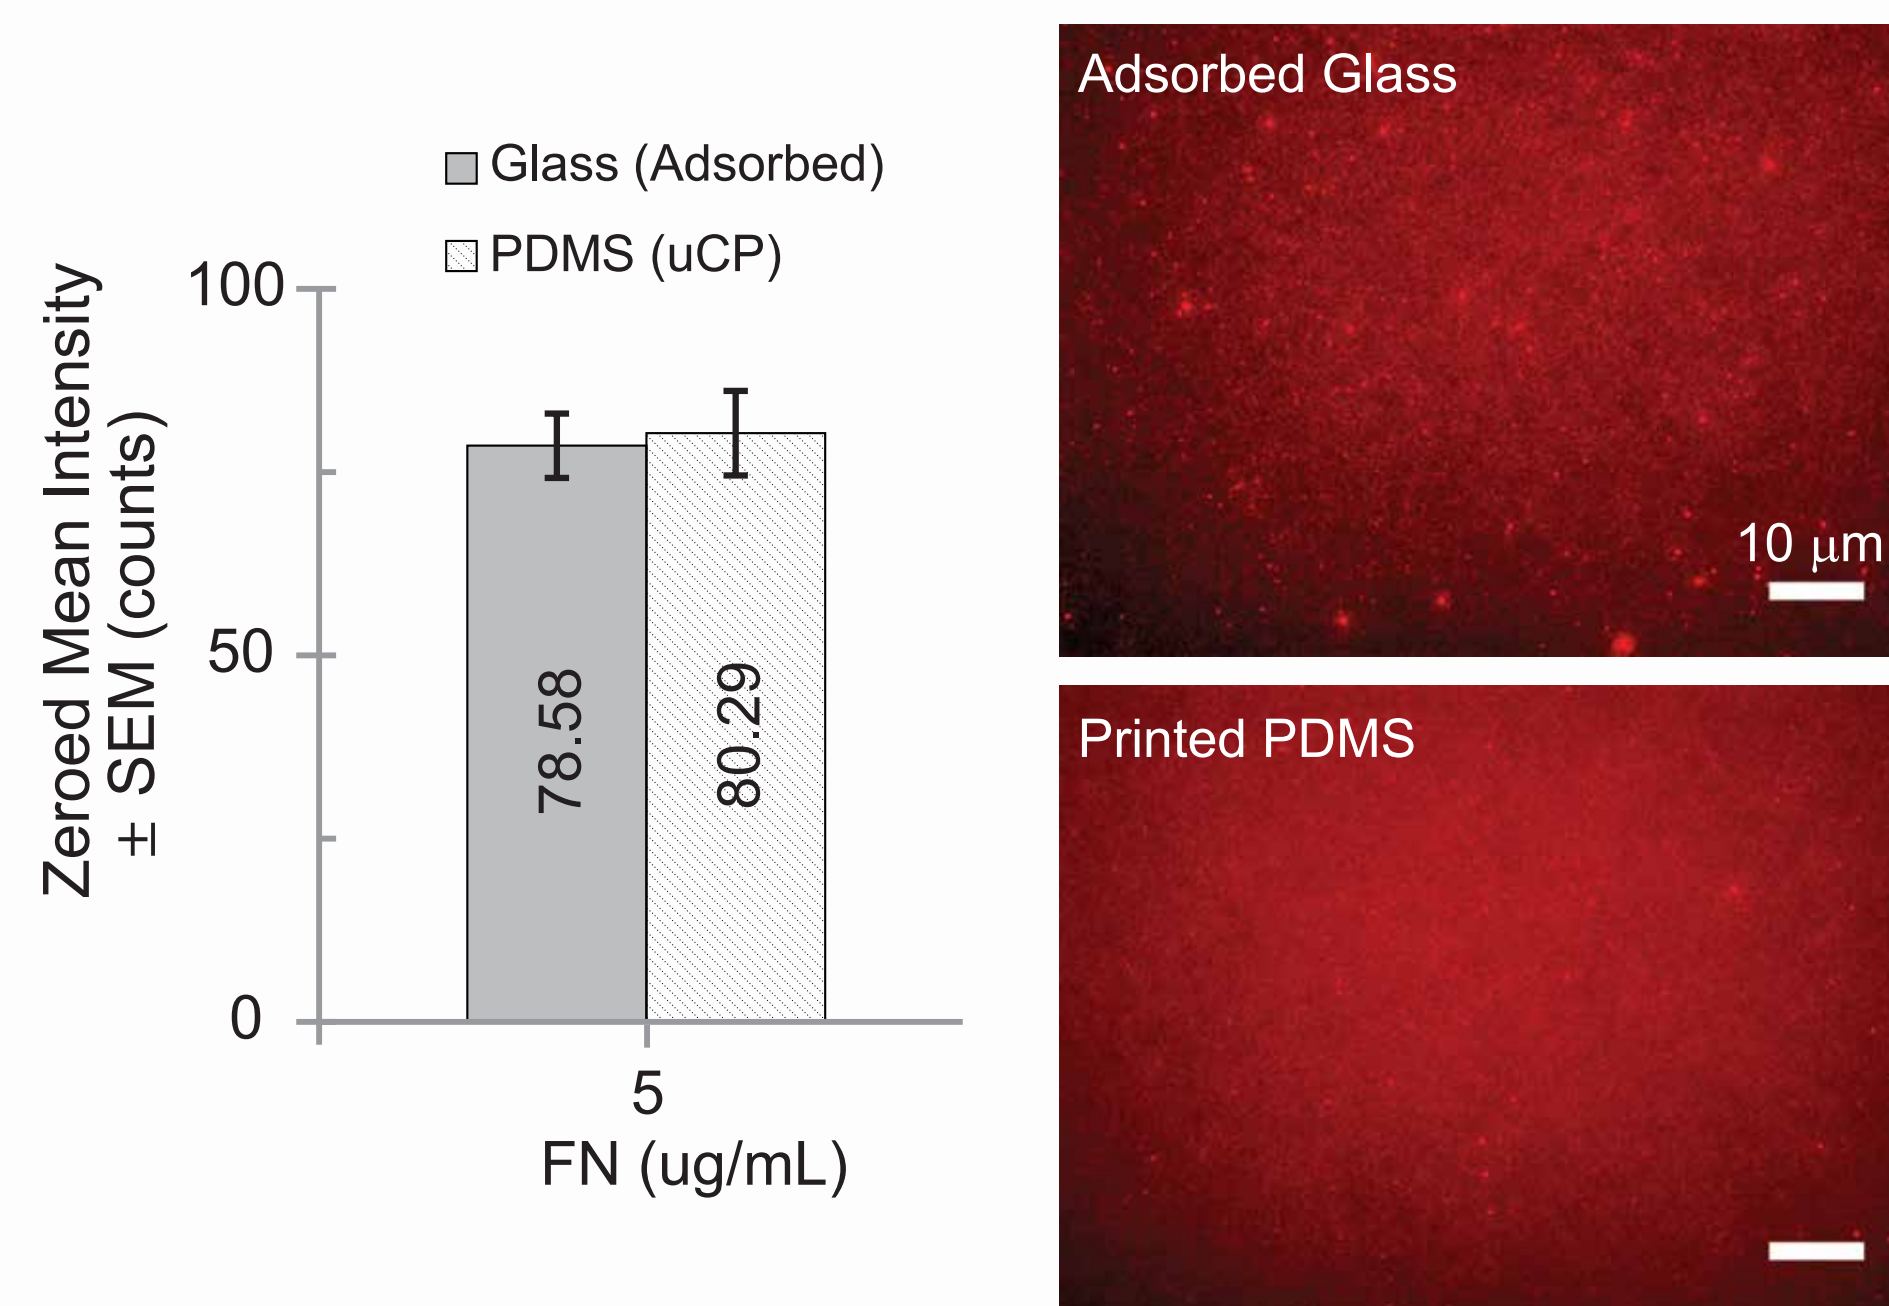 Glass (Adsorbed)
PDMS (uCP)
Zeroed Mean Intensity
± SEM (counts)
100
50
0
78.58
80.29
5
FN (ug/mL)
Adsorbed Glass
10 μm
Printed PDMS